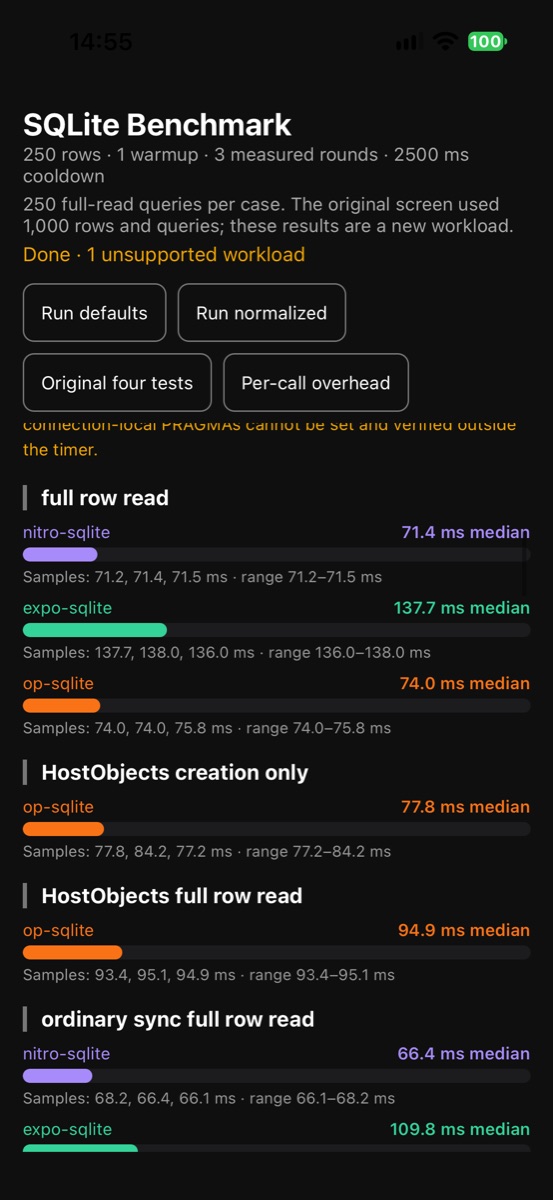 14:55
100
SQLite Benchmark
250 rows · 1 warmup · 3 measured rounds · 2500 ms
cooldown
250 full-read queries per case. The original screen used
1,000 rows and queries; these results are a new workload.
Done · 1 unsupported workload
Run defaults
Run normalized
Original four tests
Per-call overhead
connection-local PRAGMAs cannot be set and verified outside
the timer.
full row read
nitro-sqlite 71.4 ms median
Samples: 71.2, 71.4, 71.5 ms · range 71.2–71.5 ms
expo-sqlite 137.7 ms median
Samples: 137.7, 138.0, 136.0 ms · range 136.0–138.0 ms
op-sqlite 74.0 ms median
Samples: 74.0, 74.0, 75.8 ms · range 74.0–75.8 ms
HostObjects creation only
op-sqlite 77.8 ms median
Samples: 77.8, 84.2, 77.2 ms · range 77.2–84.2 ms
HostObjects full row read
op-sqlite 94.9 ms median
Samples: 93.4, 95.1, 94.9 ms · range 93.4–95.1 ms
ordinary sync full row read
nitro-sqlite 66.4 ms median
Samples: 68.2, 66.4, 66.1 ms · range 66.1–68.2 ms
expo-sqlite 109.8 ms median